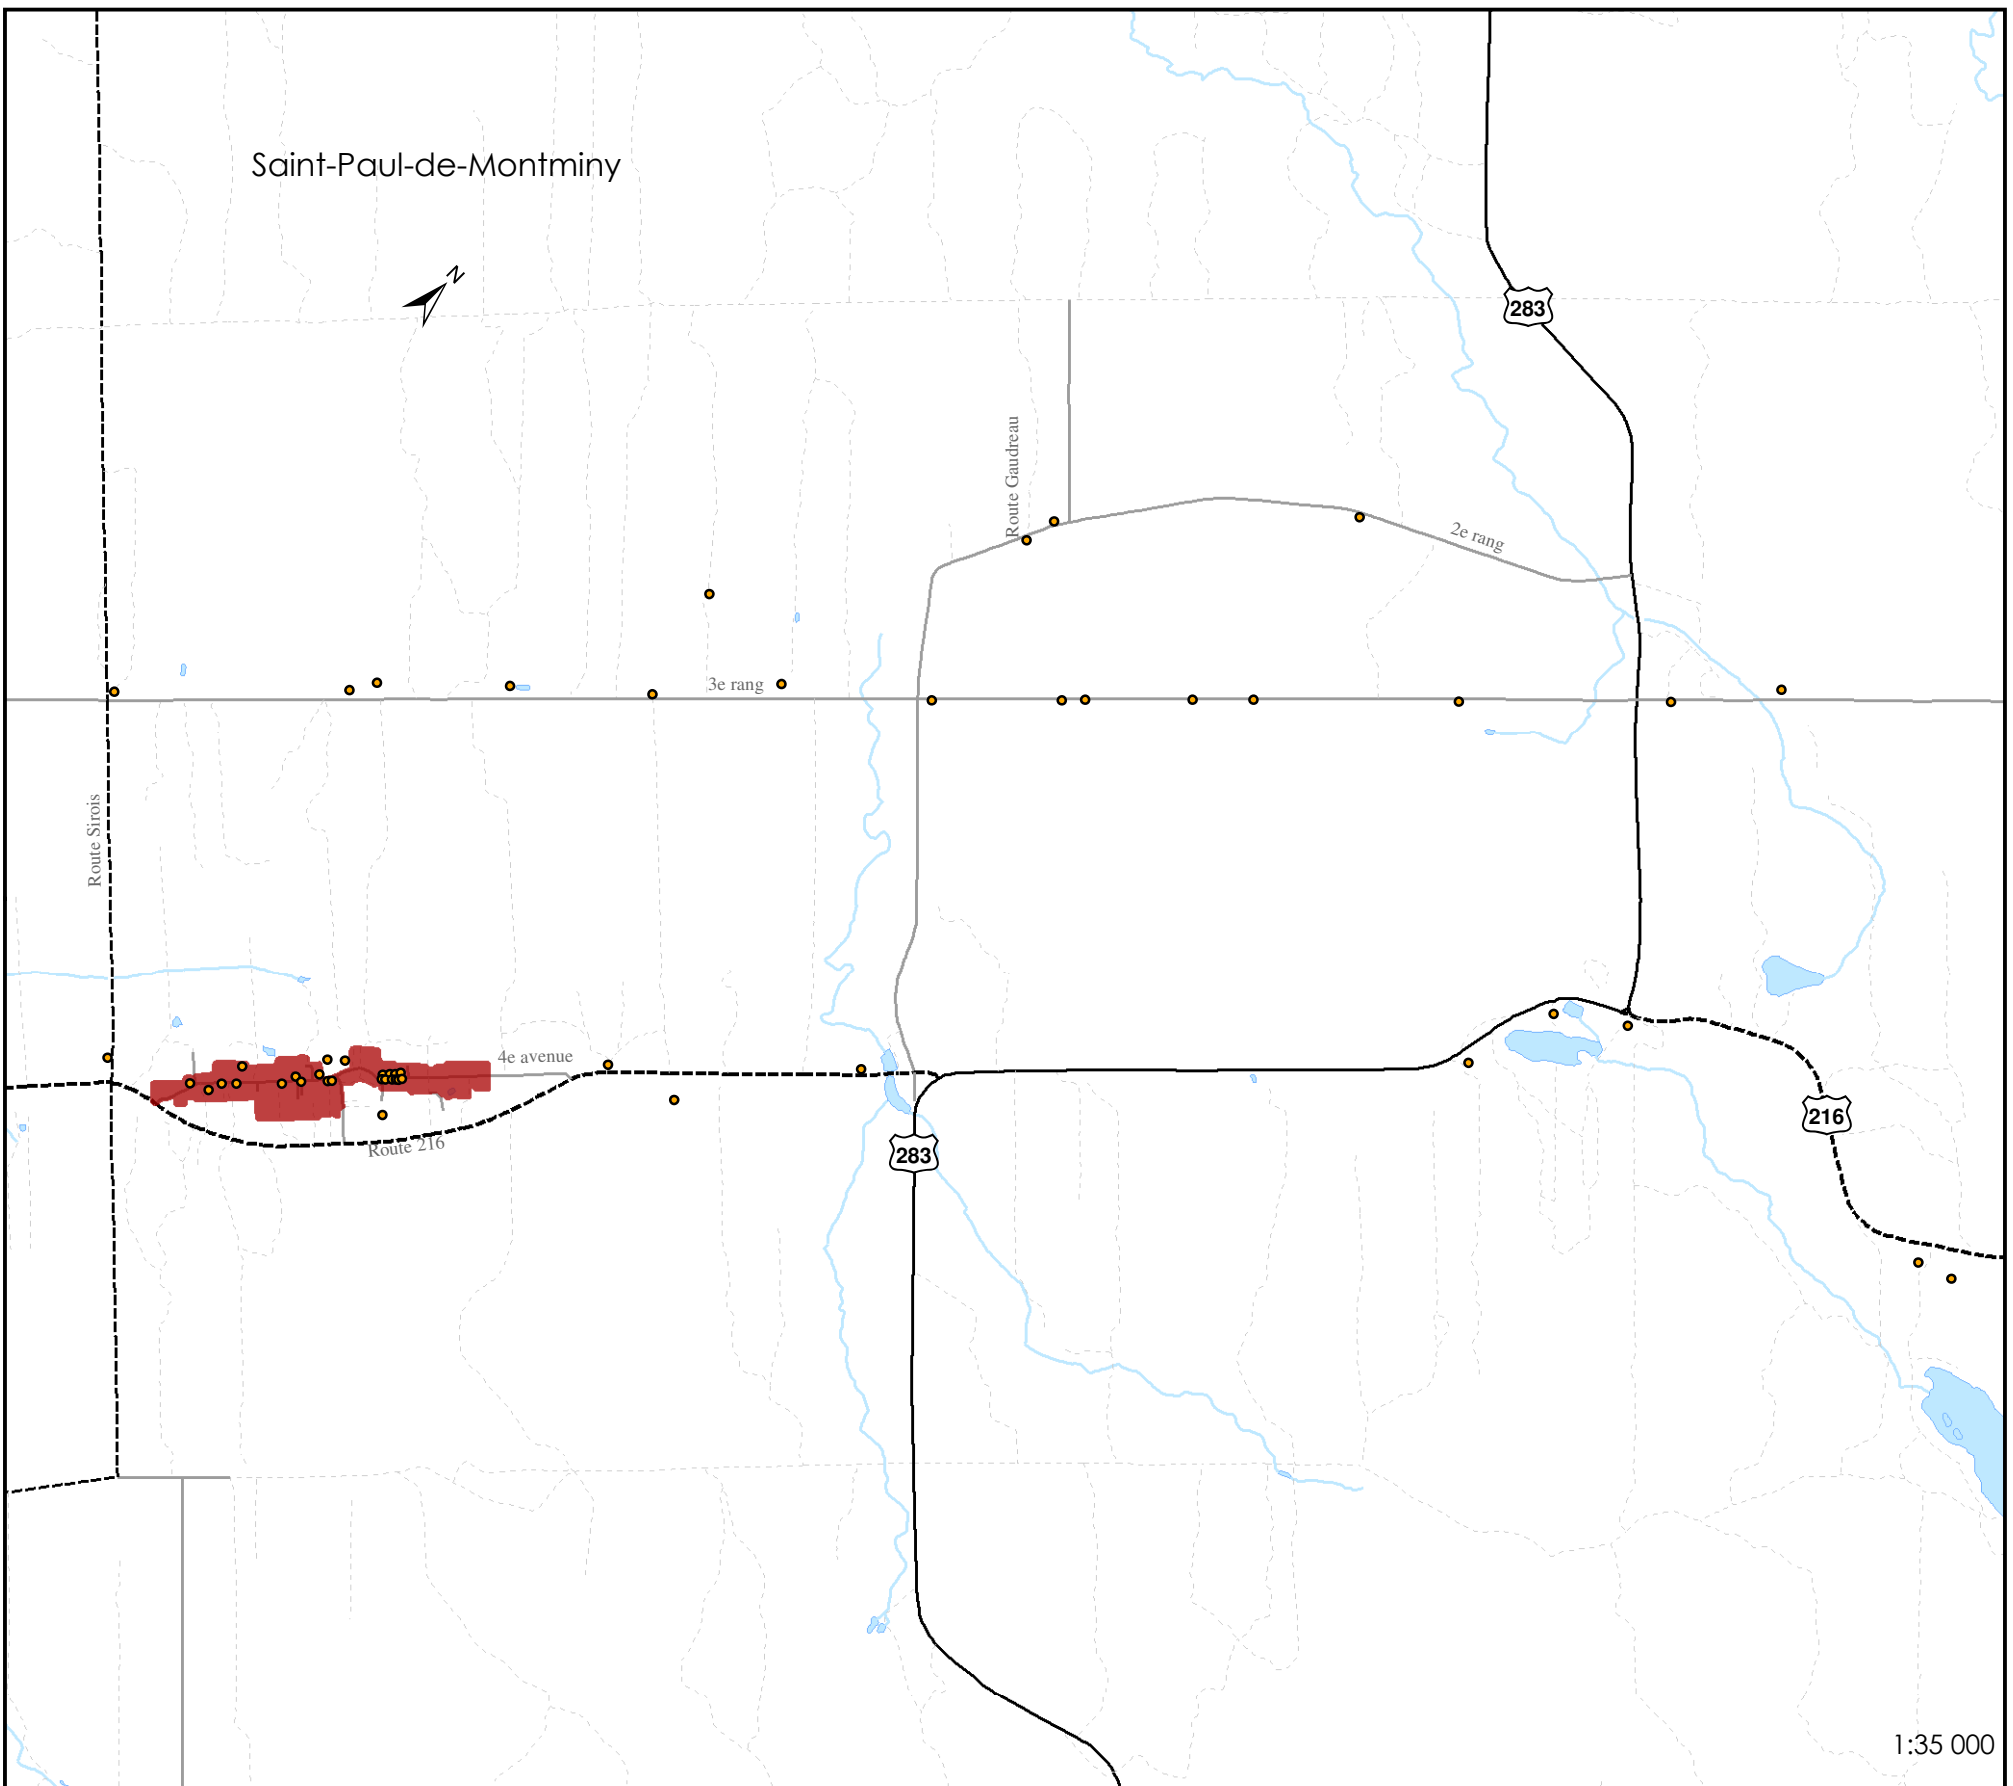 Saint-Paul-de-Montminy
N
283
Route Gaudreau
2e rang
3e rang
Route Sirois
4e avenue
216
Route 216
283
1:35 000